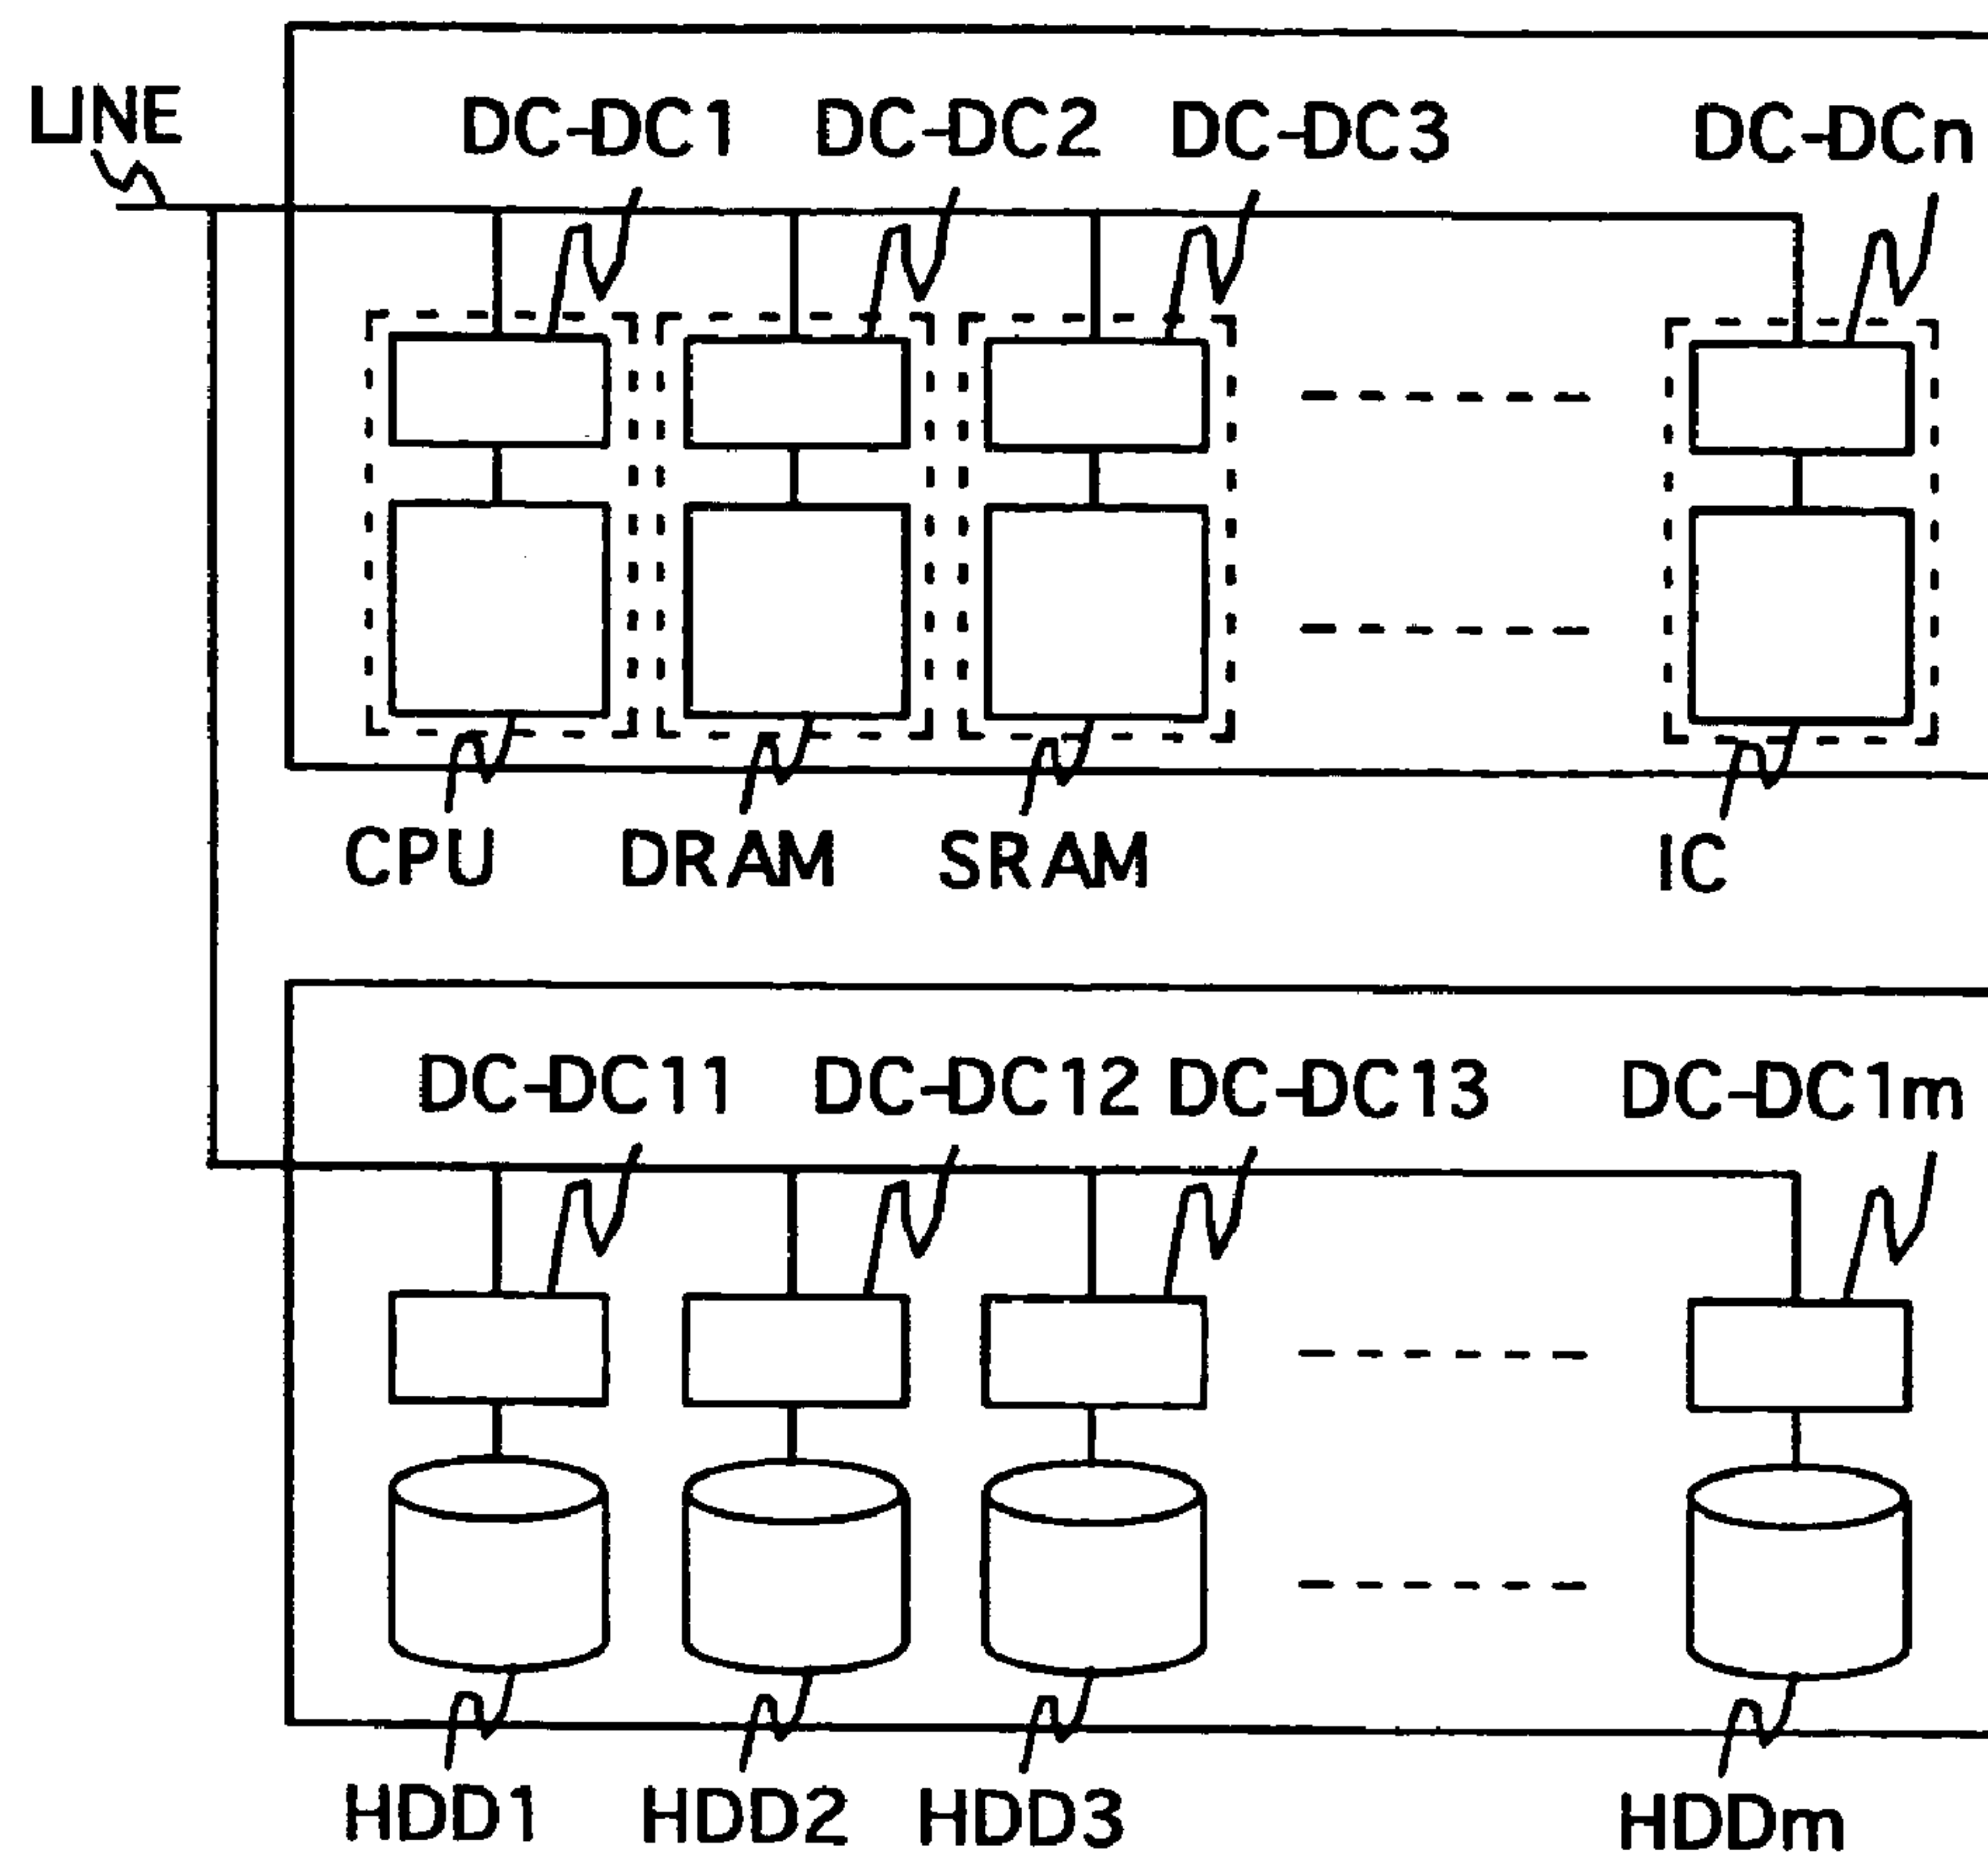 LINE
DC-DC1 DC-DC2 DC-DC3 DC-DCn
CPU DRAM SRAM IC
DC-DC11 DC-DC12 DC-DC13 DC-DC1m
HDD1 HDD2 HDD3 HDDm